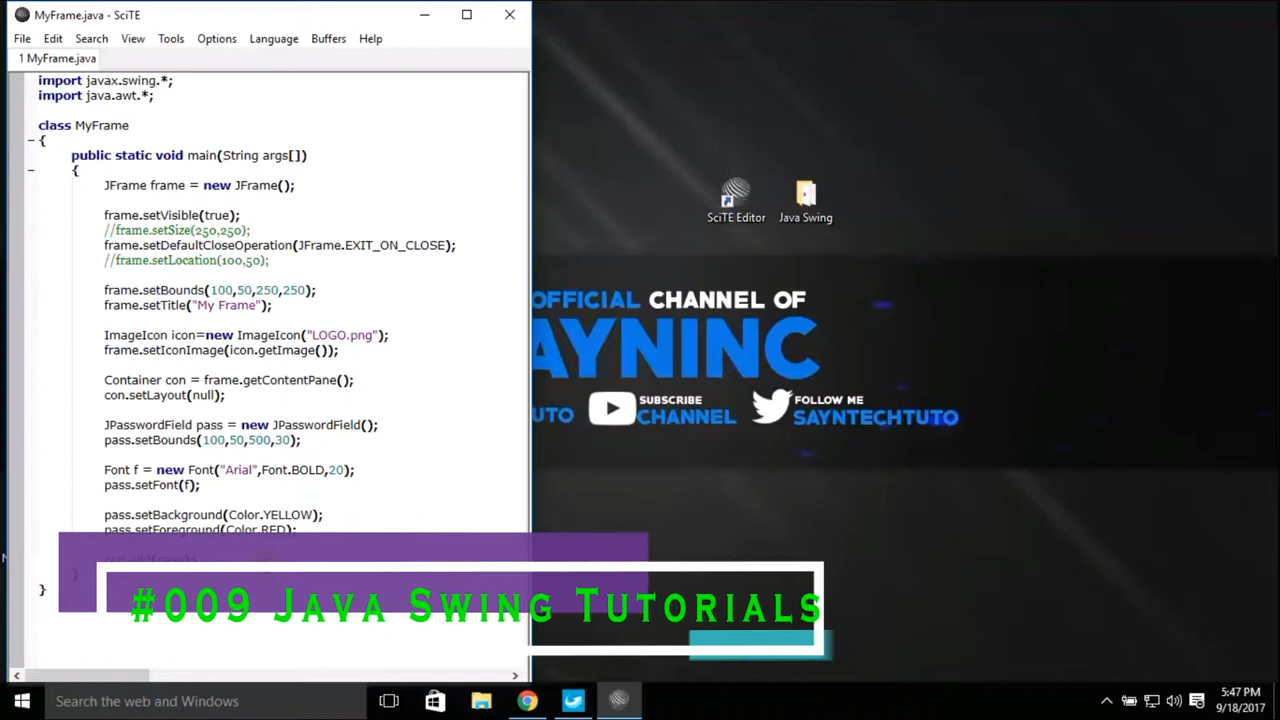 MyFrame.java - SciTE
File Edit Search View Tools Options Language Buffers Help
1 MyFrame.java
import javax.swing.*;
import java.awt.*;
class MyFrame
{
public static void main(String args[])
{
JFrame frame = new JFrame();
frame.setVisible(true);
//frame.setSize(250,250);
frame.setDefaultCloseOperation(JFrame.EXIT_ON_CLOSE);
//frame.setLocation(100,50);
frame.setBounds(100,50,250,250);
frame.setTitle("My Frame");
ImageIcon icon=new ImageIcon("LOGO.png");
frame.setIconImage(icon.getImage());
Container con = frame.getContentPane();
con.setLayout(null);
JPasswordField pass = new JPasswordField();
pass.setBounds(100,50,500,30);
Font f = new Font("Arial",Font.BOLD,20);
pass.setFont(f);
pass.setBackground(Color.YELLOW);
pass.setForeground(Color.RED);
con.add(pass);
}
}
SciTE Editor
Java Swing
OFFICIAL CHANNEL OF
AYNINC
UTO
SUBSCRIBE
CHANNEL
FOLLOW ME
SAYNTECHTUTO
#009 Java Swing Tutorials
Search the web and Windows
5:47 PM
9/18/2017